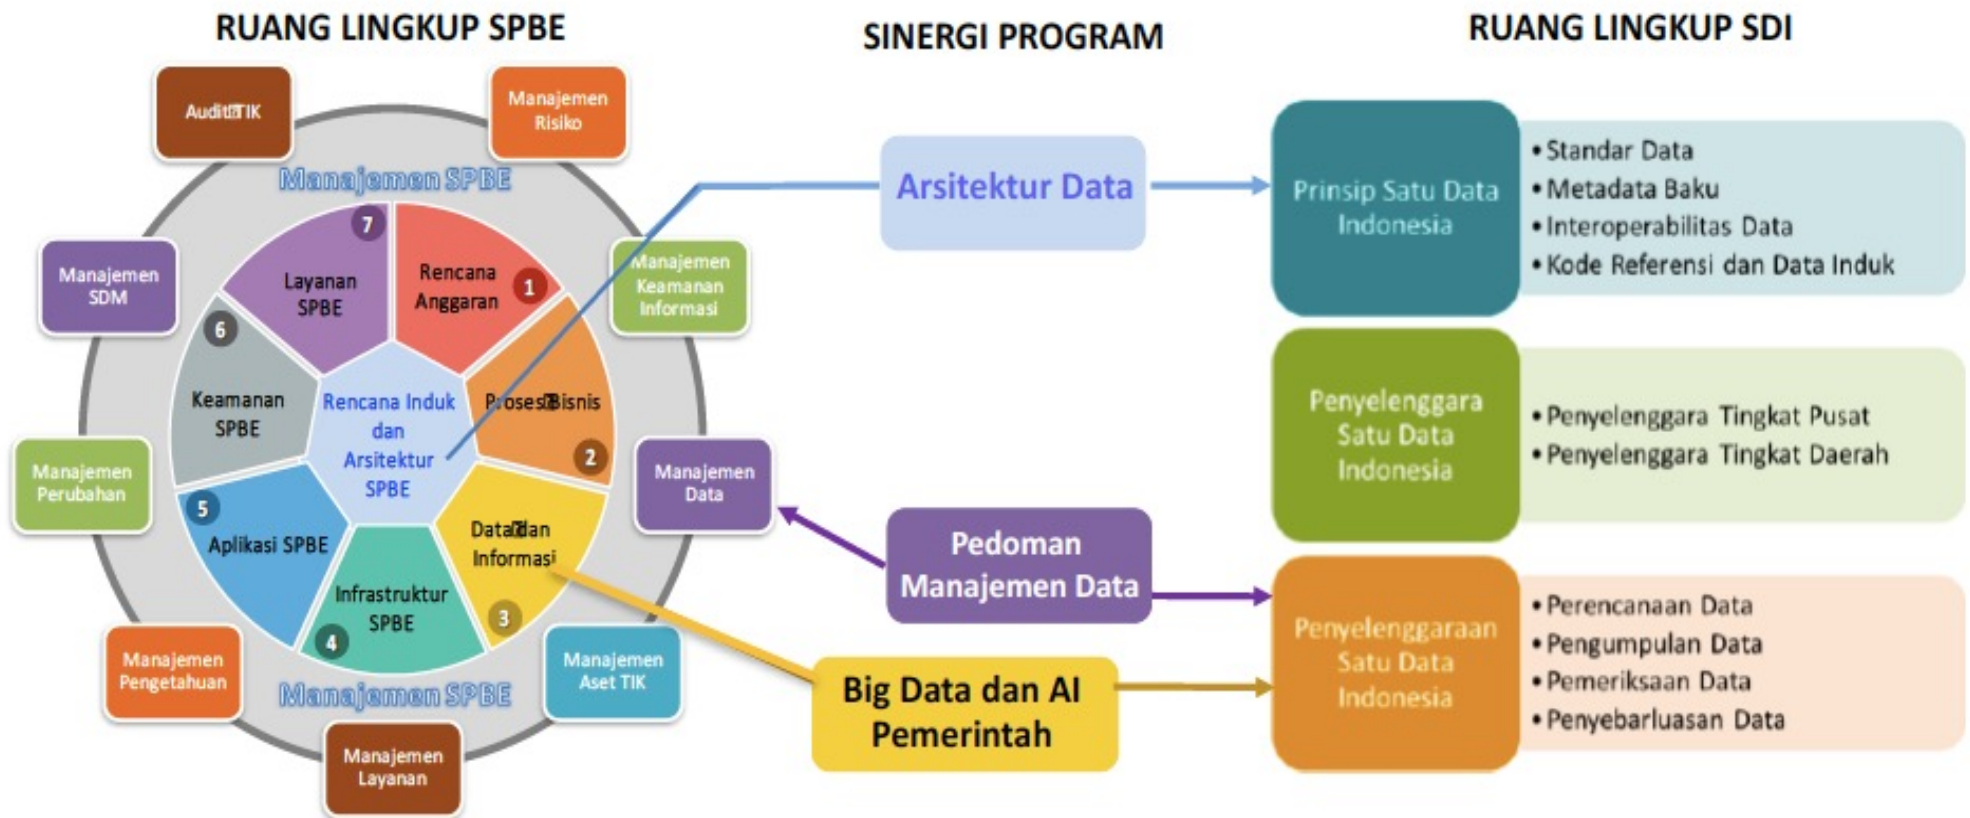 RUANG LINGKUP SPBE
SINERGI PROGRAM
RUANG LINGKUP SDI
Audit TIK
Manajemen
Risiko
Manajemen SPBE
Manajemen
SDM
Manajemen
Keamanan
Informasi
7
Layanan
SPBE
Rencana
Anggaran
1
6
Keamanan
SPBE
Rencana Induk
dan
Arsitektur
SPBE
Proses Bisnis
2
Manajemen
Perubahan
Manajemen
Data
5
Aplikasi SPBE
Data dan
Informasi
3
Infrastruktur
SPBE
4
Manajemen
Pengetahuan
Manajemen
Aset TIK
Manajemen SPBE
Manajemen
Layanan
Arsitektur Data
Pedoman
Manajemen Data
Big Data dan AI
Pemerintah
Prinsip Satu Data
Indonesia
• Standar Data
• Metadata Baku
• Interoperabilitas Data
• Kode Referensi dan Data Induk
Penyelenggara
Satu Data
Indonesia
• Penyelenggara Tingkat Pusat
• Penyelenggara Tingkat Daerah
Penyelenggaraan
Satu Data
Indonesia
• Perencanaan Data
• Pengumpulan Data
• Pemeriksaan Data
• Penyebarluasan Data